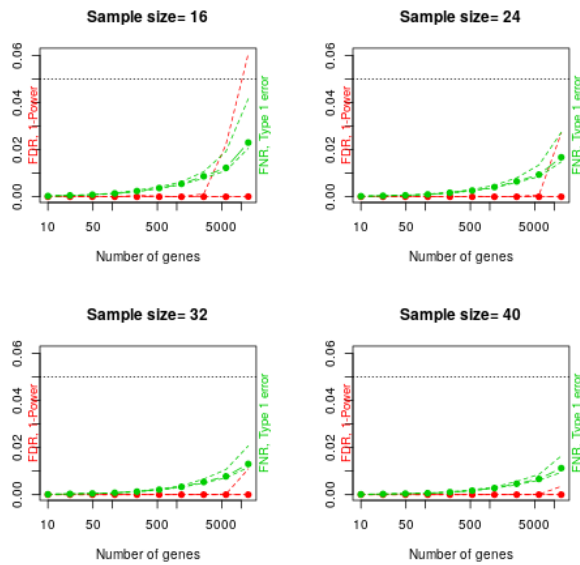 Sample size= 16
0.06
0.04
0.02
0.00
FDR, 1-Power
FNR, Type 1 error
10 50 500 5000
Number of genes
Sample size= 24
0.06
0.04
0.02
0.00
FDR, 1-Power
FNR, Type 1 error
10 50 500 5000
Number of genes
Sample size= 32
0.06
0.04
0.02
0.00
FDR, 1-Power
FNR, Type 1 error
10 50 500 5000
Number of genes
Sample size= 40
0.06
0.04
0.02
0.00
FDR, 1-Power
FNR, Type 1 error
10 50 500 5000
Number of genes